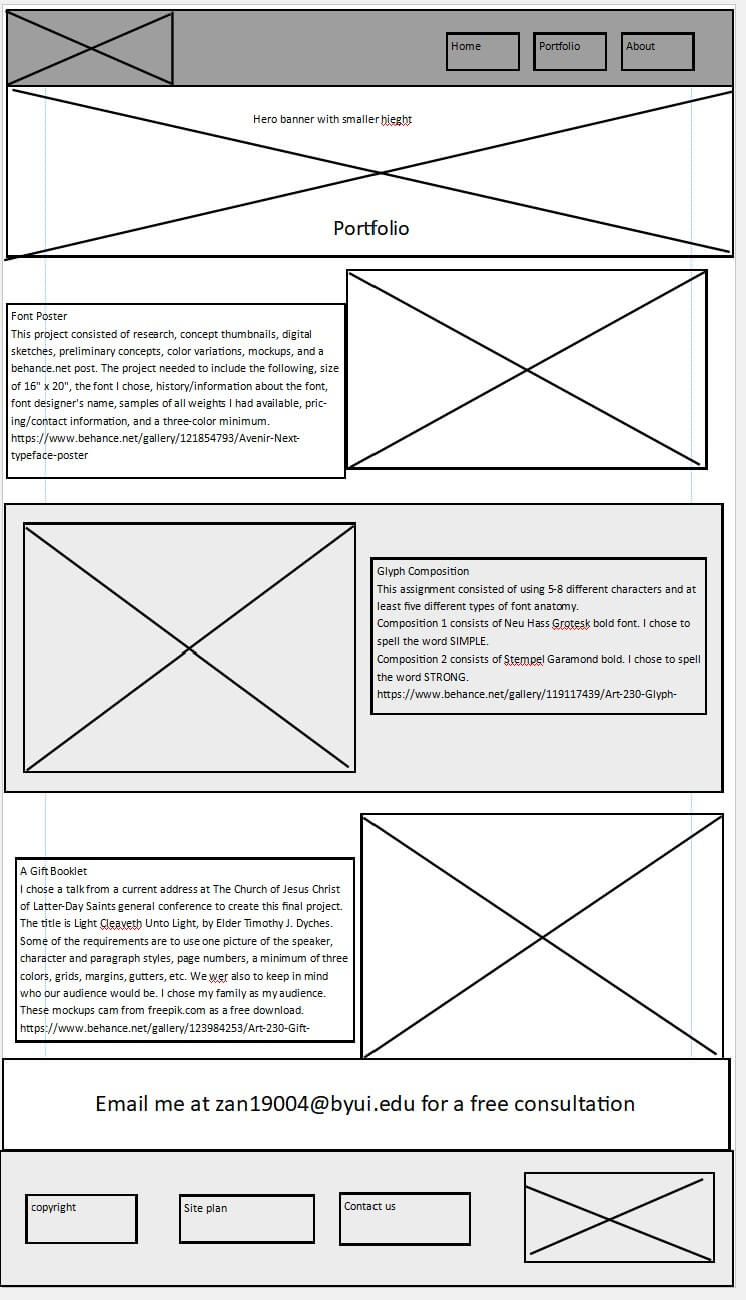 Home
Portfolio
About
Hero banner with smaller hieght
Portfolio
Font Poster
This project consisted of research, concept thumbnails, digital
sketches, preliminary concepts, color variations, mockups, and a
behance.net post. The project needed to include the following, size
of 16" x 20", the font I chose, history/information about the font,
font designer's name, samples of all weights I had available, pric-
ing/contact information, and a three-color minimum.
https://www.behance.net/gallery/121854793/Avenir-Next-
typeface-poster
Glyph Composition
This assignment consisted of using 5-8 different characters and at
least five different types of font anatomy.
Composition 1 consists of Neu Hass Grotesk bold font. I chose to
spell the word SIMPLE.
Composition 2 consists of Stempel Garamond bold. I chose to spell
the word STRONG.
https://www.behance.net/gallery/119117439/Art-230-Glyph-
A Gift Booklet
I chose a talk from a current address at The Church of Jesus Christ
of Latter-Day Saints general conference to create this final project.
The title is Light Cleaveth Unto Light, by Elder Timothy J. Dyches.
Some of the requirements are to use one picture of the speaker,
character and paragraph styles, page numbers, a minimum of three
colors, grids, margins, gutters, etc. We wer also to keep in mind
who our audience would be. I chose my family as my audience.
These mockups cam from freepik.com as a free download.
https://www.behance.net/gallery/123984253/Art-230-Gift-
Email me at zan19004@byui.edu for a free consultation
copyright
Site plan
Contact us